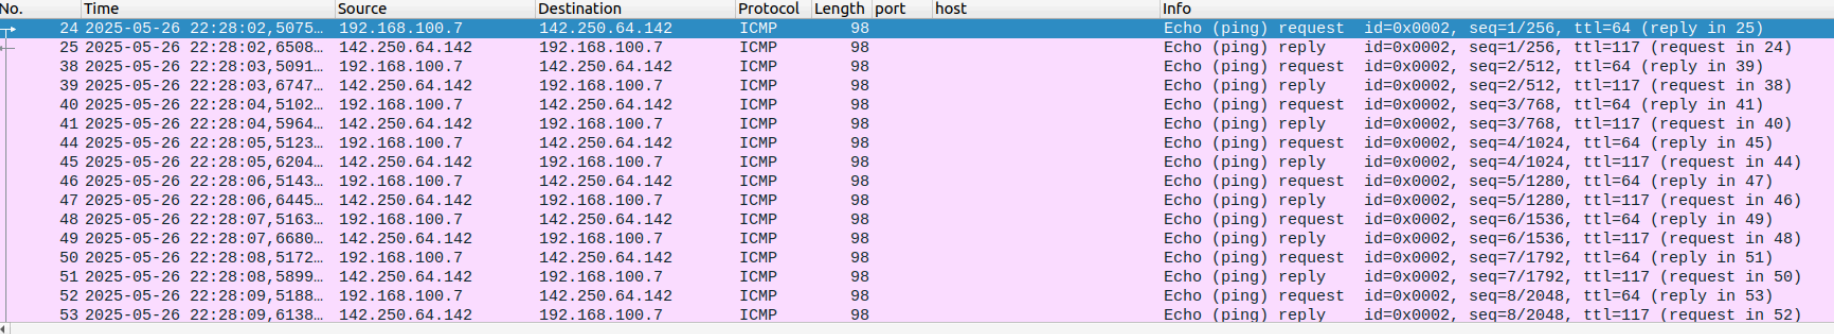 No. Time Source Destination Protocol Length port host Info
24 2025-05-26 22:28:02,5075… 192.168.100.7 142.250.64.142 ICMP 98 Echo (ping) request id=0x0002, seq=1/256, ttl=64 (reply in 25)
25 2025-05-26 22:28:02,6508… 142.250.64.142 192.168.100.7 ICMP 98 Echo (ping) reply id=0x0002, seq=1/256, ttl=117 (request in 24)
38 2025-05-26 22:28:03,5091… 192.168.100.7 142.250.64.142 ICMP 98 Echo (ping) request id=0x0002, seq=2/512, ttl=64 (reply in 39)
39 2025-05-26 22:28:03,6747… 142.250.64.142 192.168.100.7 ICMP 98 Echo (ping) reply id=0x0002, seq=2/512, ttl=117 (request in 38)
40 2025-05-26 22:28:04,5102… 192.168.100.7 142.250.64.142 ICMP 98 Echo (ping) request id=0x0002, seq=3/768, ttl=64 (reply in 41)
41 2025-05-26 22:28:04,5964… 142.250.64.142 192.168.100.7 ICMP 98 Echo (ping) reply id=0x0002, seq=3/768, ttl=117 (request in 40)
44 2025-05-26 22:28:05,5123… 192.168.100.7 142.250.64.142 ICMP 98 Echo (ping) request id=0x0002, seq=4/1024, ttl=64 (reply in 45)
45 2025-05-26 22:28:05,6204… 142.250.64.142 192.168.100.7 ICMP 98 Echo (ping) reply id=0x0002, seq=4/1024, ttl=117 (request in 44)
46 2025-05-26 22:28:06,5143… 192.168.100.7 142.250.64.142 ICMP 98 Echo (ping) request id=0x0002, seq=5/1280, ttl=64 (reply in 47)
47 2025-05-26 22:28:06,6445… 142.250.64.142 192.168.100.7 ICMP 98 Echo (ping) reply id=0x0002, seq=5/1280, ttl=117 (request in 46)
48 2025-05-26 22:28:07,5163… 192.168.100.7 142.250.64.142 ICMP 98 Echo (ping) request id=0x0002, seq=6/1536, ttl=64 (reply in 49)
49 2025-05-26 22:28:07,6680… 142.250.64.142 192.168.100.7 ICMP 98 Echo (ping) reply id=0x0002, seq=6/1536, ttl=117 (request in 48)
50 2025-05-26 22:28:08,5172… 192.168.100.7 142.250.64.142 ICMP 98 Echo (ping) request id=0x0002, seq=7/1792, ttl=64 (reply in 51)
51 2025-05-26 22:28:08,5899… 142.250.64.142 192.168.100.7 ICMP 98 Echo (ping) reply id=0x0002, seq=7/1792, ttl=117 (request in 50)
52 2025-05-26 22:28:09,5188… 192.168.100.7 142.250.64.142 ICMP 98 Echo (ping) request id=0x0002, seq=8/2048, ttl=64 (reply in 53)
53 2025-05-26 22:28:09,6138… 142.250.64.142 192.168.100.7 ICMP 98 Echo (ping) reply id=0x0002, seq=8/2048, ttl=117 (request in 52)